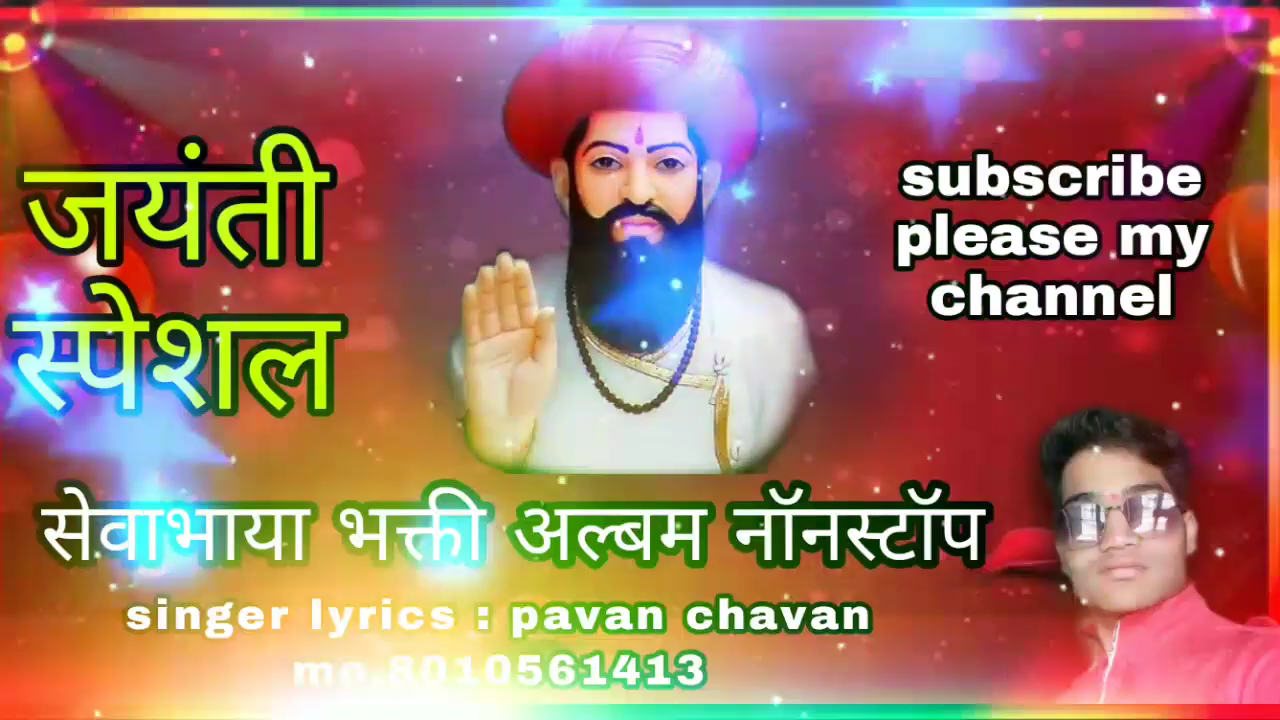 जयंती
स्पेशल
subscribe
please my
channel
सेवाभाया भक्ती अल्बम नॉनस्टॉप
singer lyrics : pavan chavan
mo.8010561413